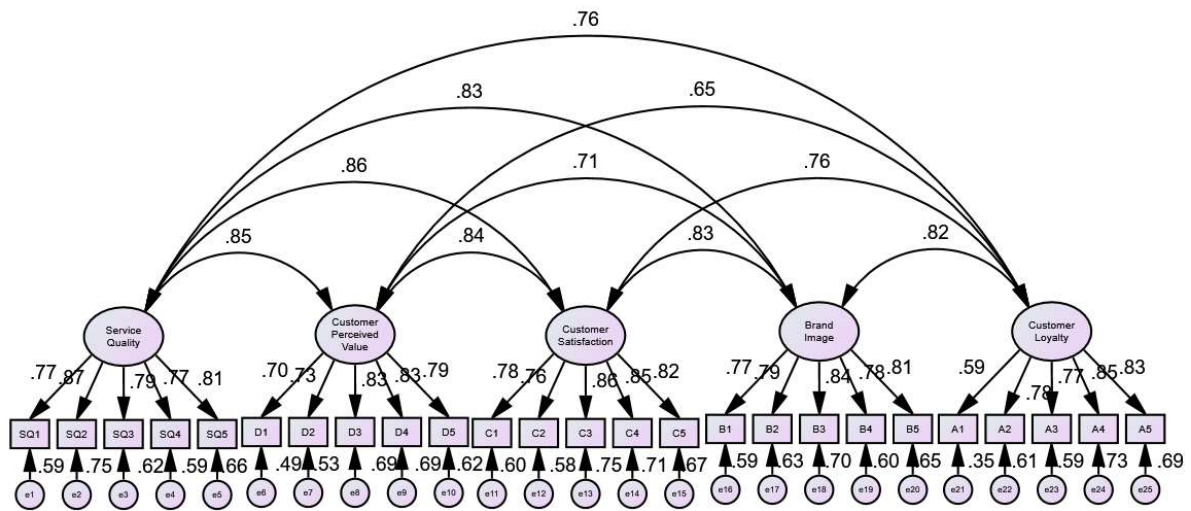 .76
.83 .65
.86 .71 .76
.85 .84 .83 .82
Service
Quality
Customer
Perceived
Value
Customer
Satisfaction
Brand
Image
Customer
Loyalty
.77 .87 .79 .77 .81 .70 .73 .83 .83 .79 .78 .76 .86 .85 .82 .77 .79 .84 .78 .81 .59 .78 .77 .85 .83
SQ1 SQ2 SQ3 SQ4 SQ5 D1 D2 D3 D4 D5 C1 C2 C3 C4 C5 B1 B2 B3 B4 B5 A1 A2 A3 A4 A5
.59 .75 .62 .59 .66 .49 .53 .69 .69 .62 .60 .58 .75 .71 .67 .59 .63 .70 .60 .65 .35 .61 .59 .73 .69
e1 e2 e3 e4 e5 e6 e7 e8 e9 e10 e11 e12 e13 e14 e15 e16 e17 e18 e19 e20 e21 e22 e23 e24 e25